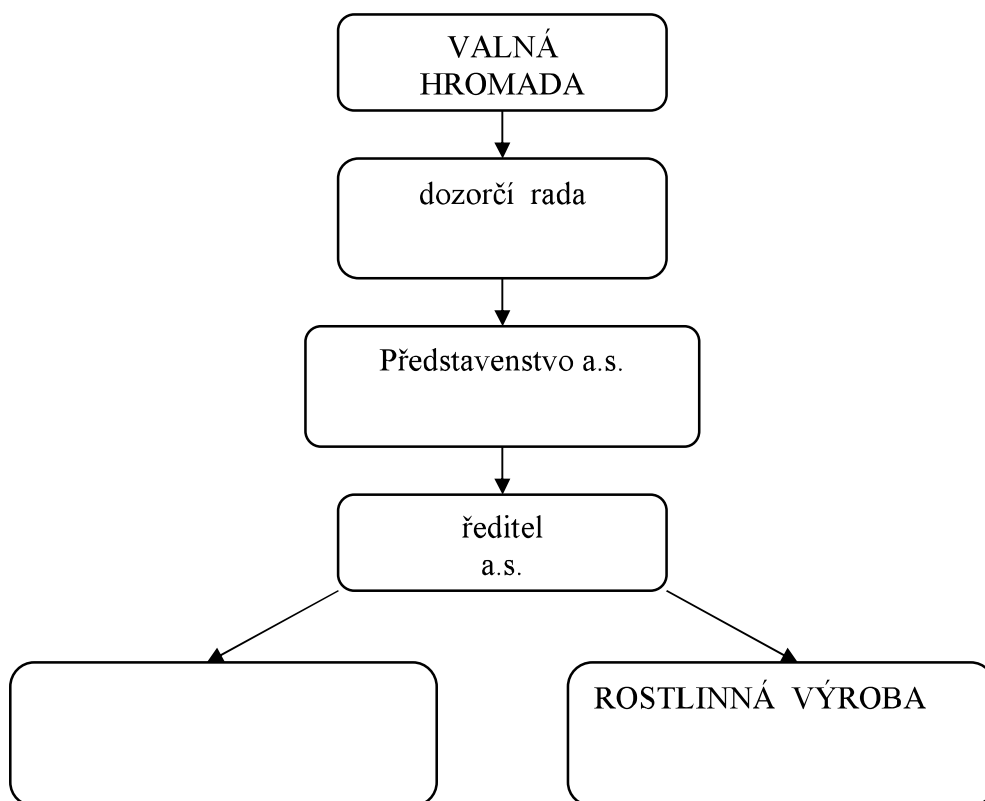 VALNÁ
HROMADA
dozorčí rada
Představenstvo a.s.
ředitel
a.s.
ROSTLINNÁ VÝROBA